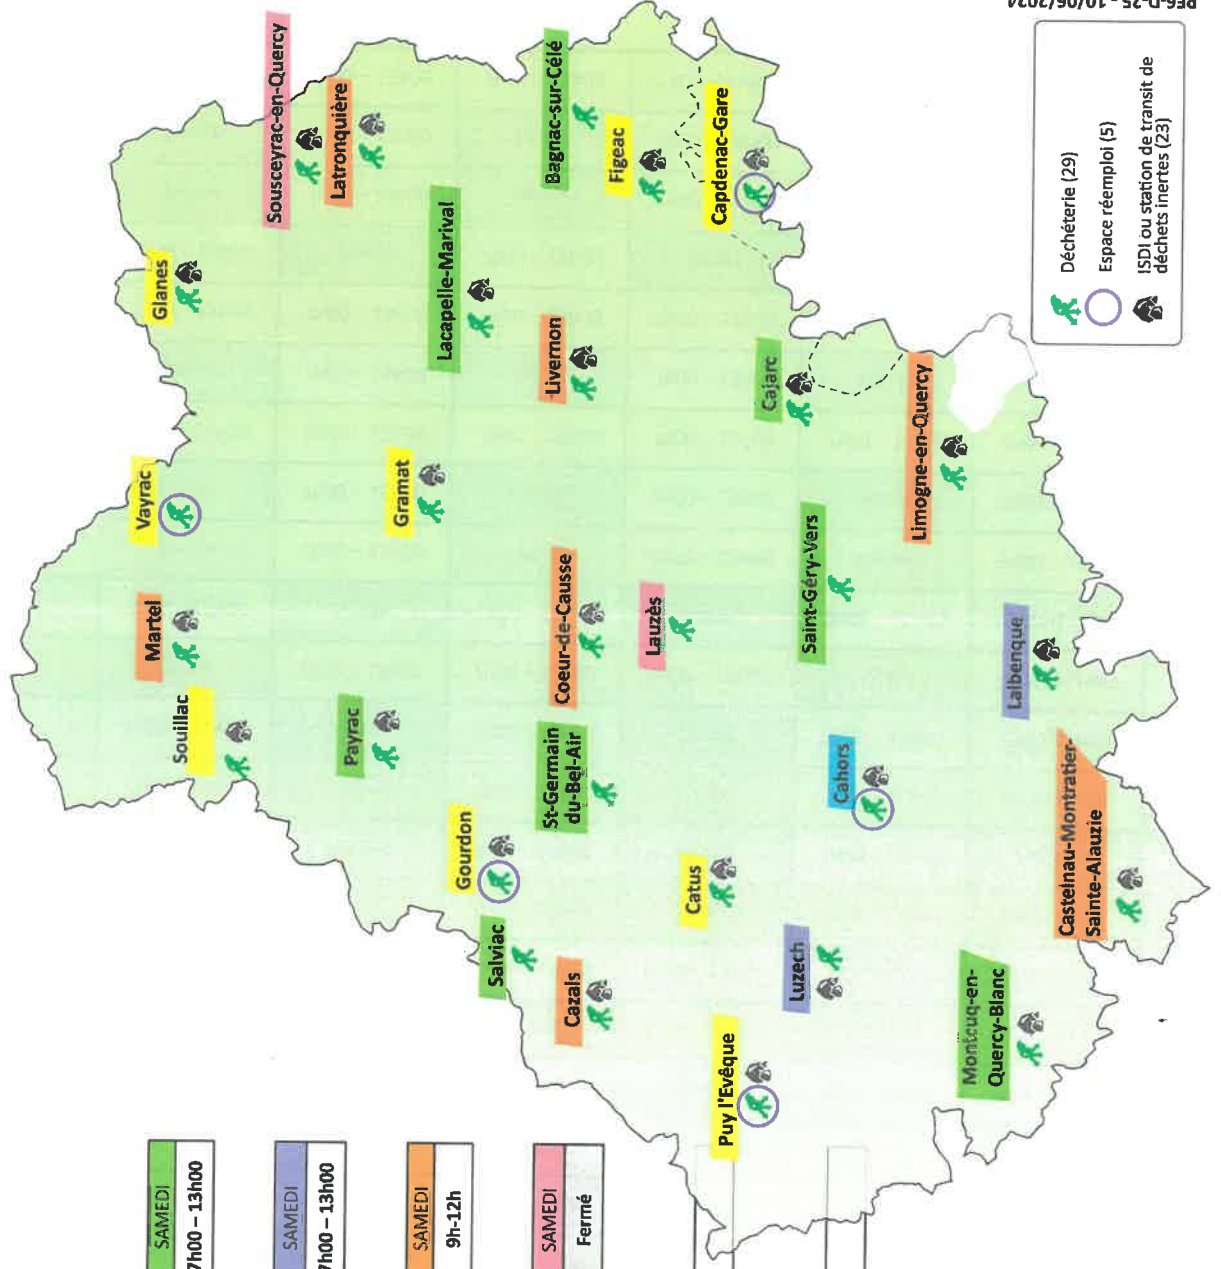 Sousceyrac-en-Quercy
Latronquière
Bagnac-sur-Célé
Figeac
Capdenac-Gare
Glanes
Lacapelle-Marival
Livernon
Cajarc
Limogne-en-Quercy
Vayrac
Gramat
Martel
Coeur-de-Causse
Lauzès
Saint-Géry-Vers
Lalbenque
Souillac
Payrac
St-Germain
du-Bel-Air
Cahors
Castelnau-Montratier-
Sainte-Alauzie
Gourdon
Catus
Salviac
Cazals
Luzech
Puy l'Evêque
Montcuq-en-
Quercy-Blanc
SAMEDI
7h00 – 13h00
SAMEDI
7h00 – 13h00
SAMEDI
9h-12h
SAMEDI
Fermé
Déchéterie (29)
Espace réemploi (5)
ISDI ou station de transit de
déchets inertes (23)
10/06/2024